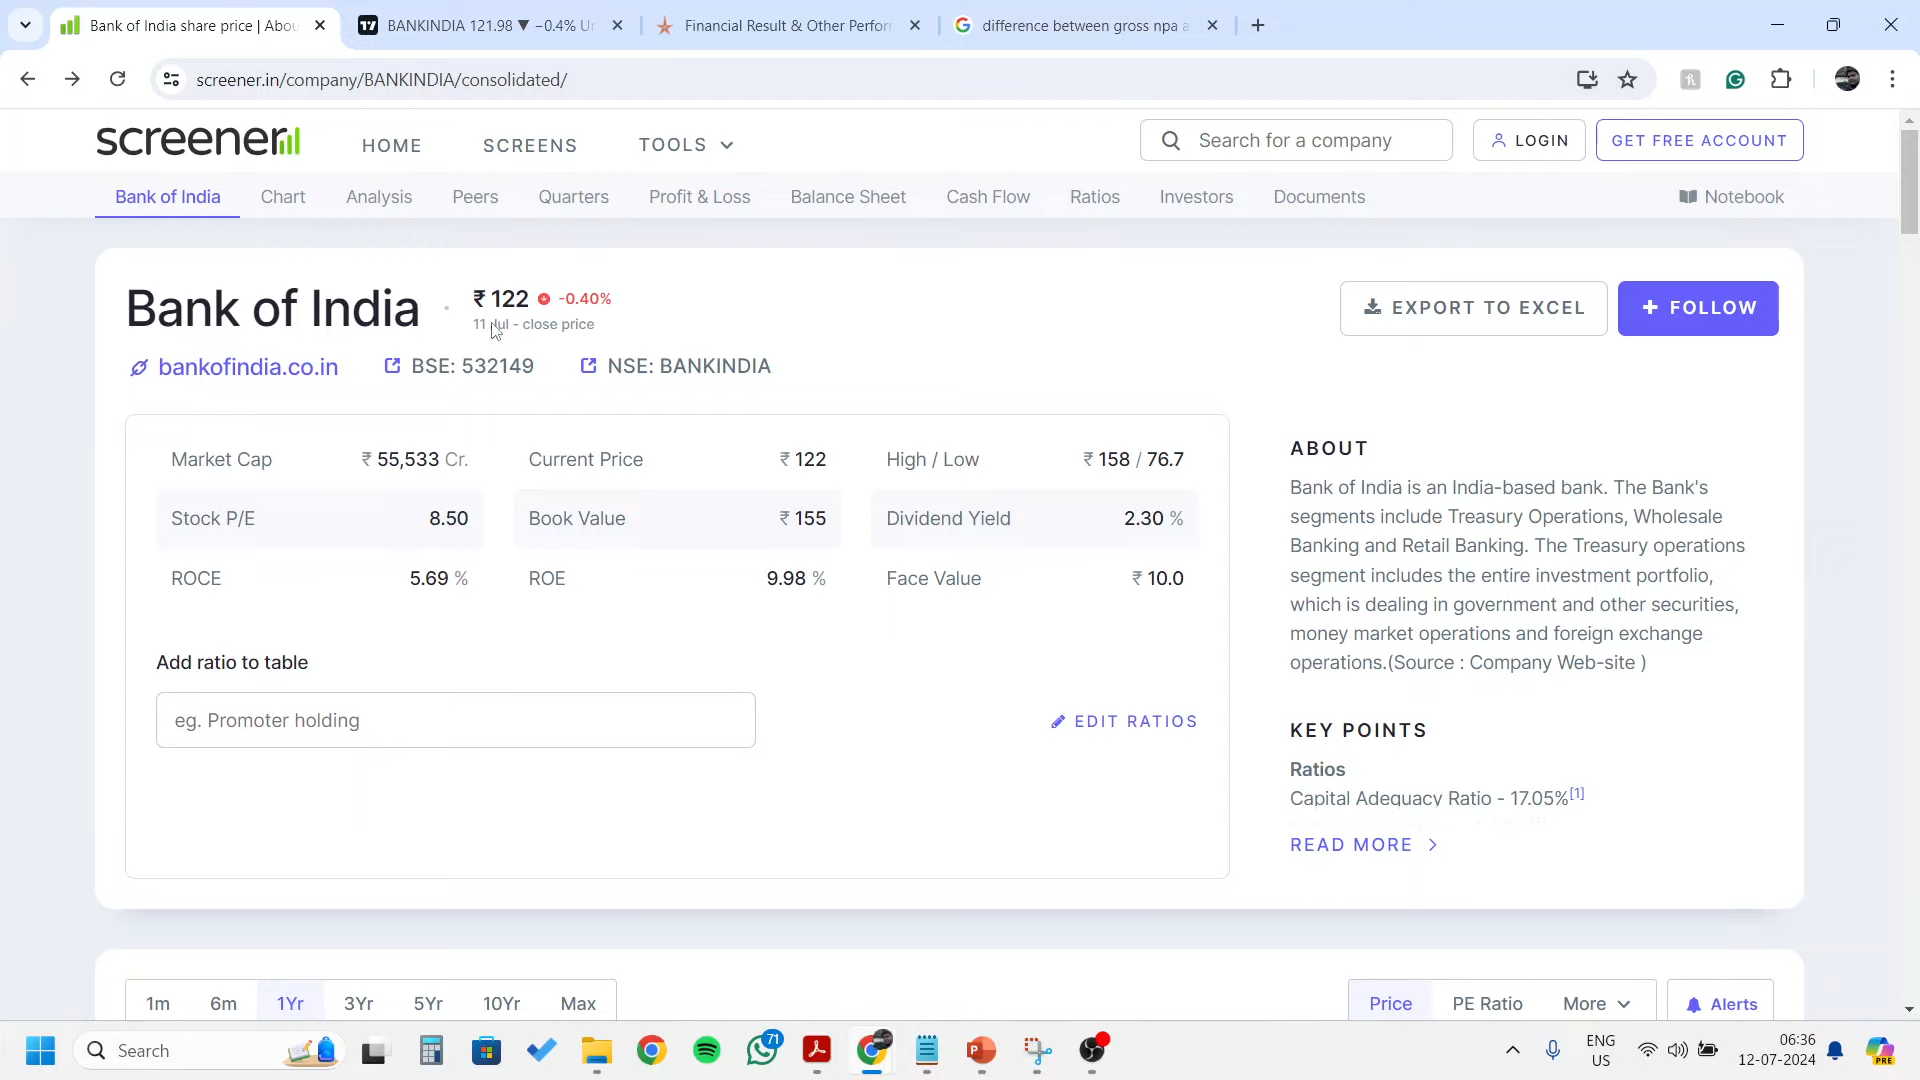 Bank of India share price | Abou
BANKINDIA 121.98 ▼ −0.4% Un
Financial Result & Other Perforn
difference between gross npa a
screener.in/company/BANKINDIA/consolidated/
screener
HOME
SCREENS
TOOLS
Search for a company
LOGIN
GET FREE ACCOUNT
Bank of India
Chart
Analysis
Peers
Quarters
Profit & Loss
Balance Sheet
Cash Flow
Ratios
Investors
Documents
Notebook
Bank of India
₹ 122 -0.40%
11 Jul - close price
EXPORT TO EXCEL
+ FOLLOW
bankofindia.co.in
BSE: 532149
NSE: BANKINDIA
Market Cap ₹ 55,533 Cr.
Current Price ₹ 122
High / Low ₹ 158 / 76.7
Stock P/E 8.50
Book Value ₹ 155
Dividend Yield 2.30 %
ROCE 5.69 %
ROE 9.98 %
Face Value ₹ 10.0
Add ratio to table
eg. Promoter holding
EDIT RATIOS
ABOUT
Bank of India is an India-based bank. The Bank's
segments include Treasury Operations, Wholesale
Banking and Retail Banking. The Treasury operations
segment includes the entire investment portfolio,
which is dealing in government and other securities,
money market operations and foreign exchange
operations.(Source : Company Web-site )
KEY POINTS
Ratios
Capital Adequacy Ratio - 17.05%[1]
READ MORE
1m
6m
1Yr
3Yr
5Yr
10Yr
Max
Price
PE Ratio
More
Alerts
Search
71
ENG
US
06:36
12-07-2024
PRE